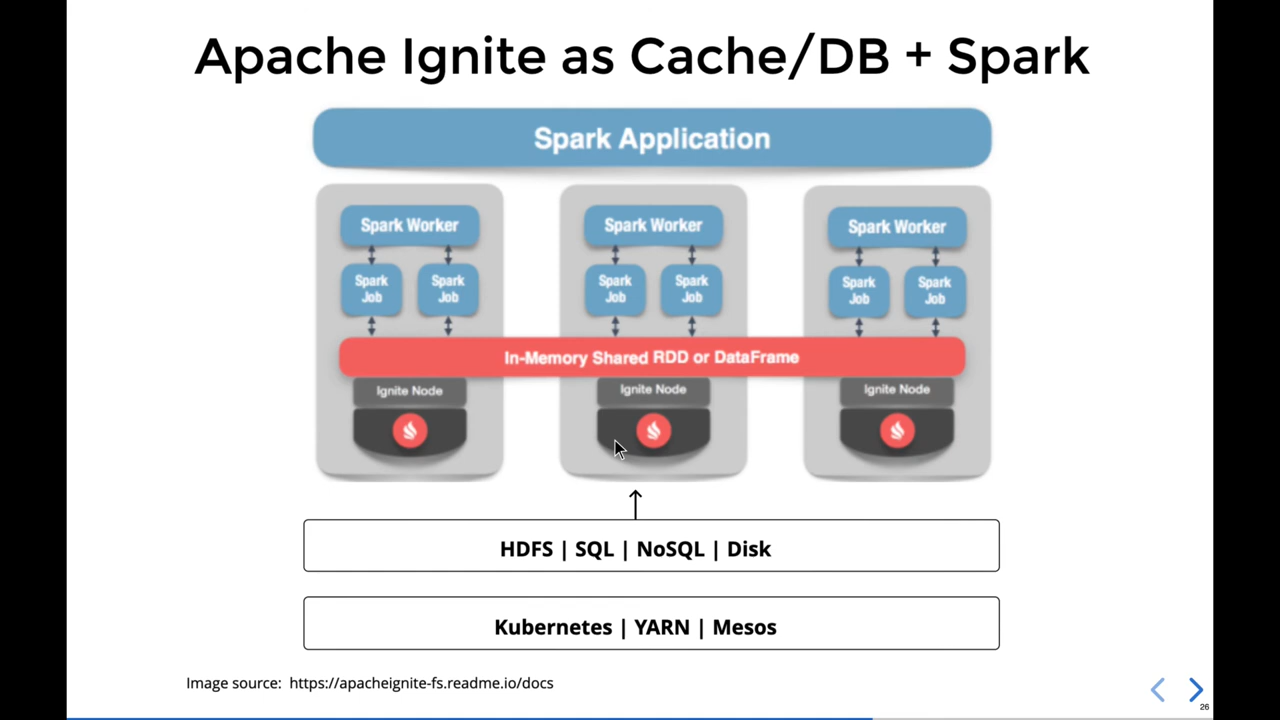 Apache Ignite as Cache/DB + Spark
Spark Application
Spark Worker
Spark Job
Spark Job
Spark Worker
Spark Job
Spark Job
Spark Worker
Spark Job
Spark Job
In-Memory Shared RDD or DataFrame
Ignite Node
Ignite Node
Ignite Node
HDFS | SQL | NoSQL | Disk
Kubernetes | YARN | Mesos
Image source: https://apacheignite-fs.readme.io/docs
26